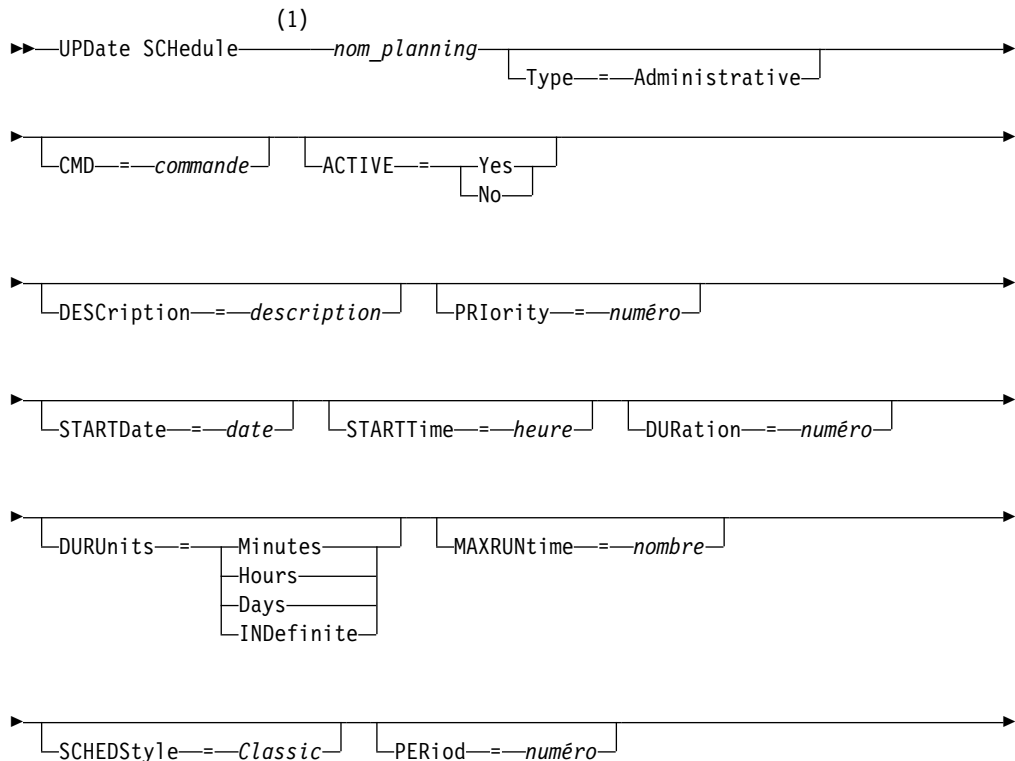 (1)
UPDate SCHedule nom_planning
Type = Administrative
CMD = commande ACTIVE = Yes
No
DESCription = description PRIority = numéro
STARTDate = date STARTTime = heure DURation = numéro
DURUnits = Minutes MAXRUNtime = nombre
Hours
Days
INDefinite
SCHEDStyle = Classic PERiod = numéro